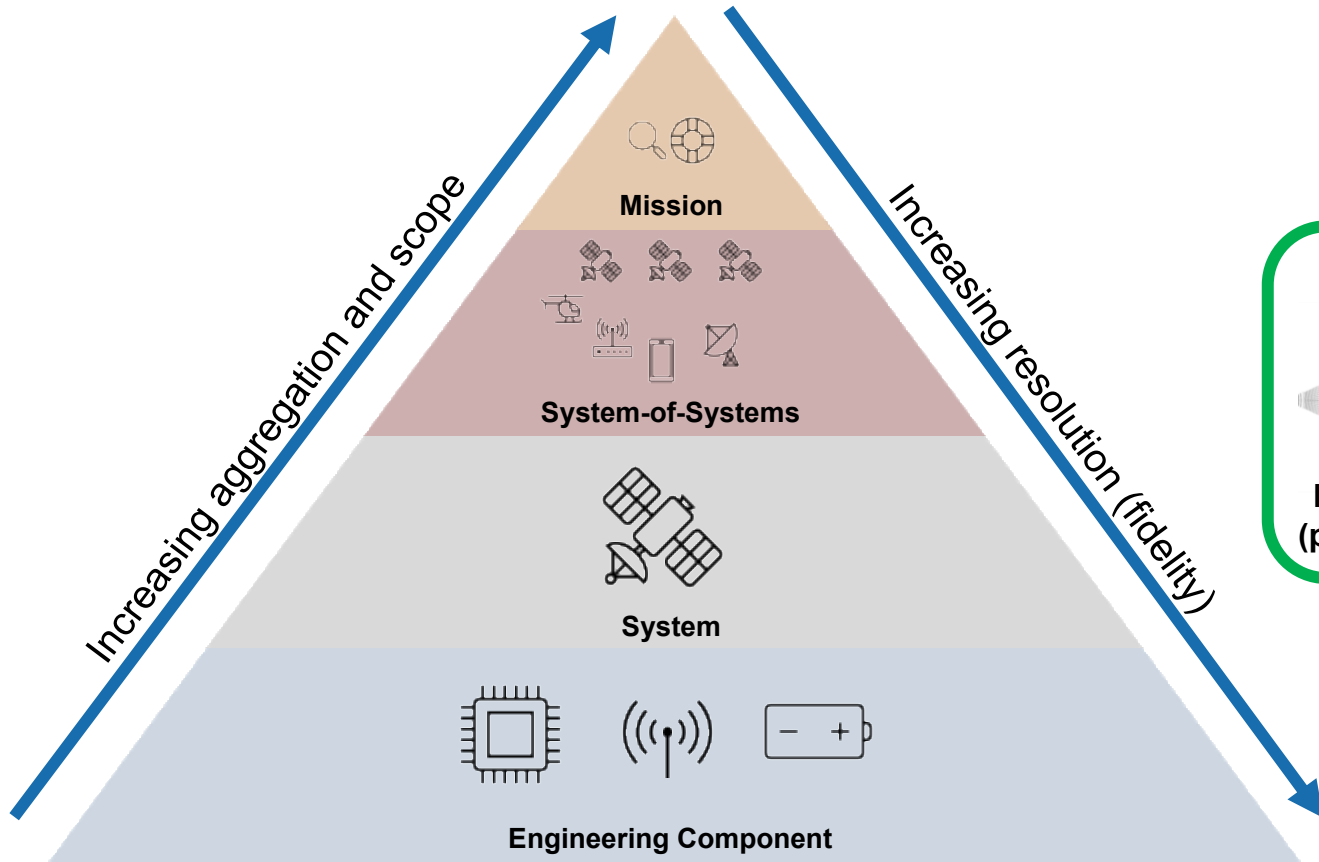 Increasing aggregation and scope
Increasing resolution (fidelity)
Mission
System-of-Systems
System
Engineering Component